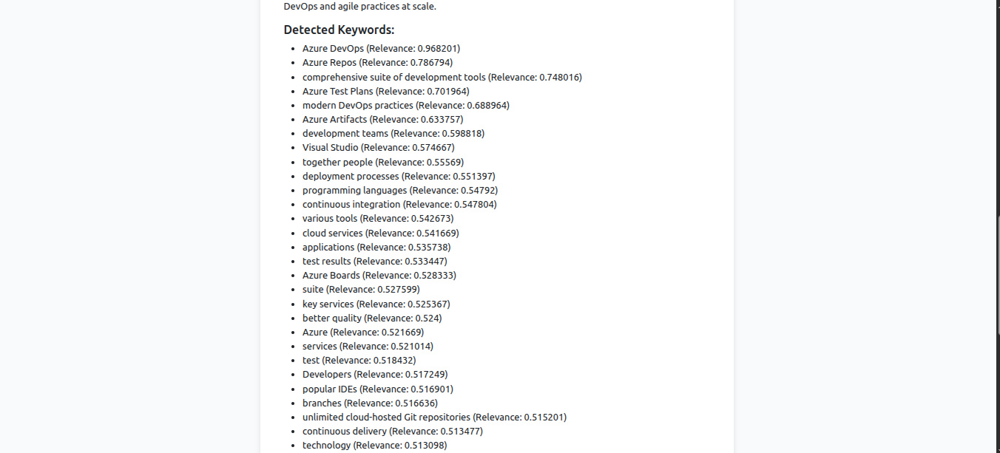 DevOps and agile practices at scale.
Detected Keywords:
• Azure DevOps (Relevance: 0.968201)
• Azure Repos (Relevance: 0.786794)
• comprehensive suite of development tools (Relevance: 0.748016)
• Azure Test Plans (Relevance: 0.701964)
• modern DevOps practices (Relevance: 0.688964)
• Azure Artifacts (Relevance: 0.633757)
• development teams (Relevance: 0.598818)
• Visual Studio (Relevance: 0.574667)
• together people (Relevance: 0.55569)
• deployment processes (Relevance: 0.551397)
• programming languages (Relevance: 0.54792)
• continuous integration (Relevance: 0.547804)
• various tools (Relevance: 0.542673)
• cloud services (Relevance: 0.541669)
• applications (Relevance: 0.535738)
• test results (Relevance: 0.533447)
• Azure Boards (Relevance: 0.528333)
• suite (Relevance: 0.527599)
• key services (Relevance: 0.525367)
• better quality (Relevance: 0.524)
• Azure (Relevance: 0.521669)
• services (Relevance: 0.521014)
• test (Relevance: 0.518432)
• Developers (Relevance: 0.517249)
• popular IDEs (Relevance: 0.516901)
• branches (Relevance: 0.516636)
• unlimited cloud-hosted Git repositories (Relevance: 0.515201)
• continuous delivery (Relevance: 0.513477)
• technology (Relevance: 0.513098)